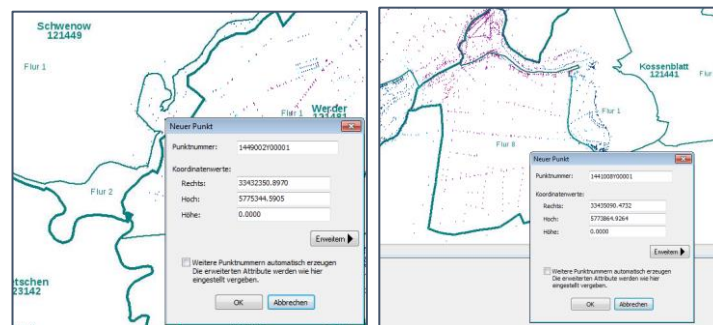 Schwenow
121449
Flur 1
Flur 1
Werder
121481
Flur 2
etschen
23142
Neuer Punkt
Punktnummer:
1449002Y00001
Koordinatenwerte:
Rechts:
33432350.8970
Hoch:
5775344.5905
Höhe:
0.0000
Erweitern
Weitere Punktnummern automatisch erzeugen
Die erweiterten Attribute werden wie hier
eingestellt vergeben.
OK
Abbrechen
Kossenblatt
121441
Flur
Flur 1
Flur 8
Neuer Punkt
Punktnummer:
1441008Y00001
Koordinatenwerte:
Rechts:
33435090.4732
Hoch:
5773864.9264
Höhe:
0.0000
Erweitern
Weitere Punktnummern automatisch erzeugen
Die erweiterten Attribute werden wie hier
eingestellt vergeben.
OK
Abbrechen